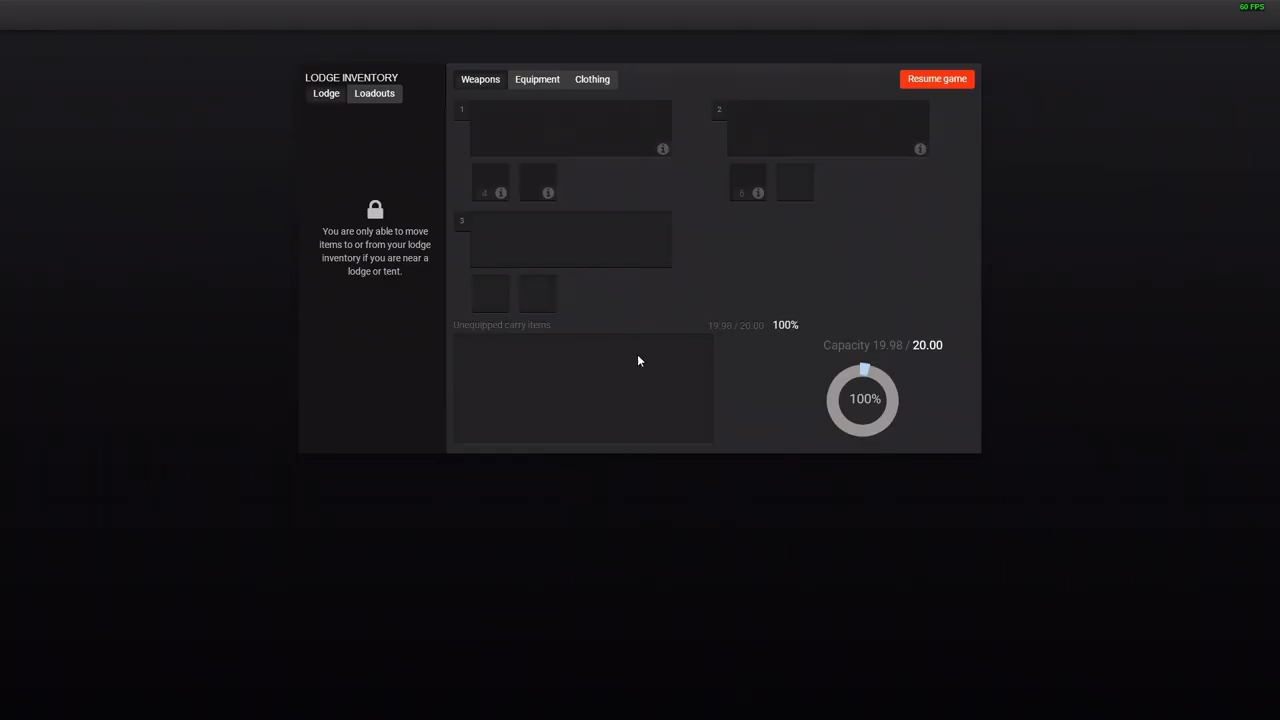 60 FPS
LODGE INVENTORY
Lodge Loadouts
Weapons Equipment Clothing
Resume game
1
2
4
6
3
You are only able to move
items to or from your lodge
inventory if you are near a
lodge or tent.
Unequipped carry items
19.98 / 20.00 100%
Capacity 19.98 / 20.00
100%